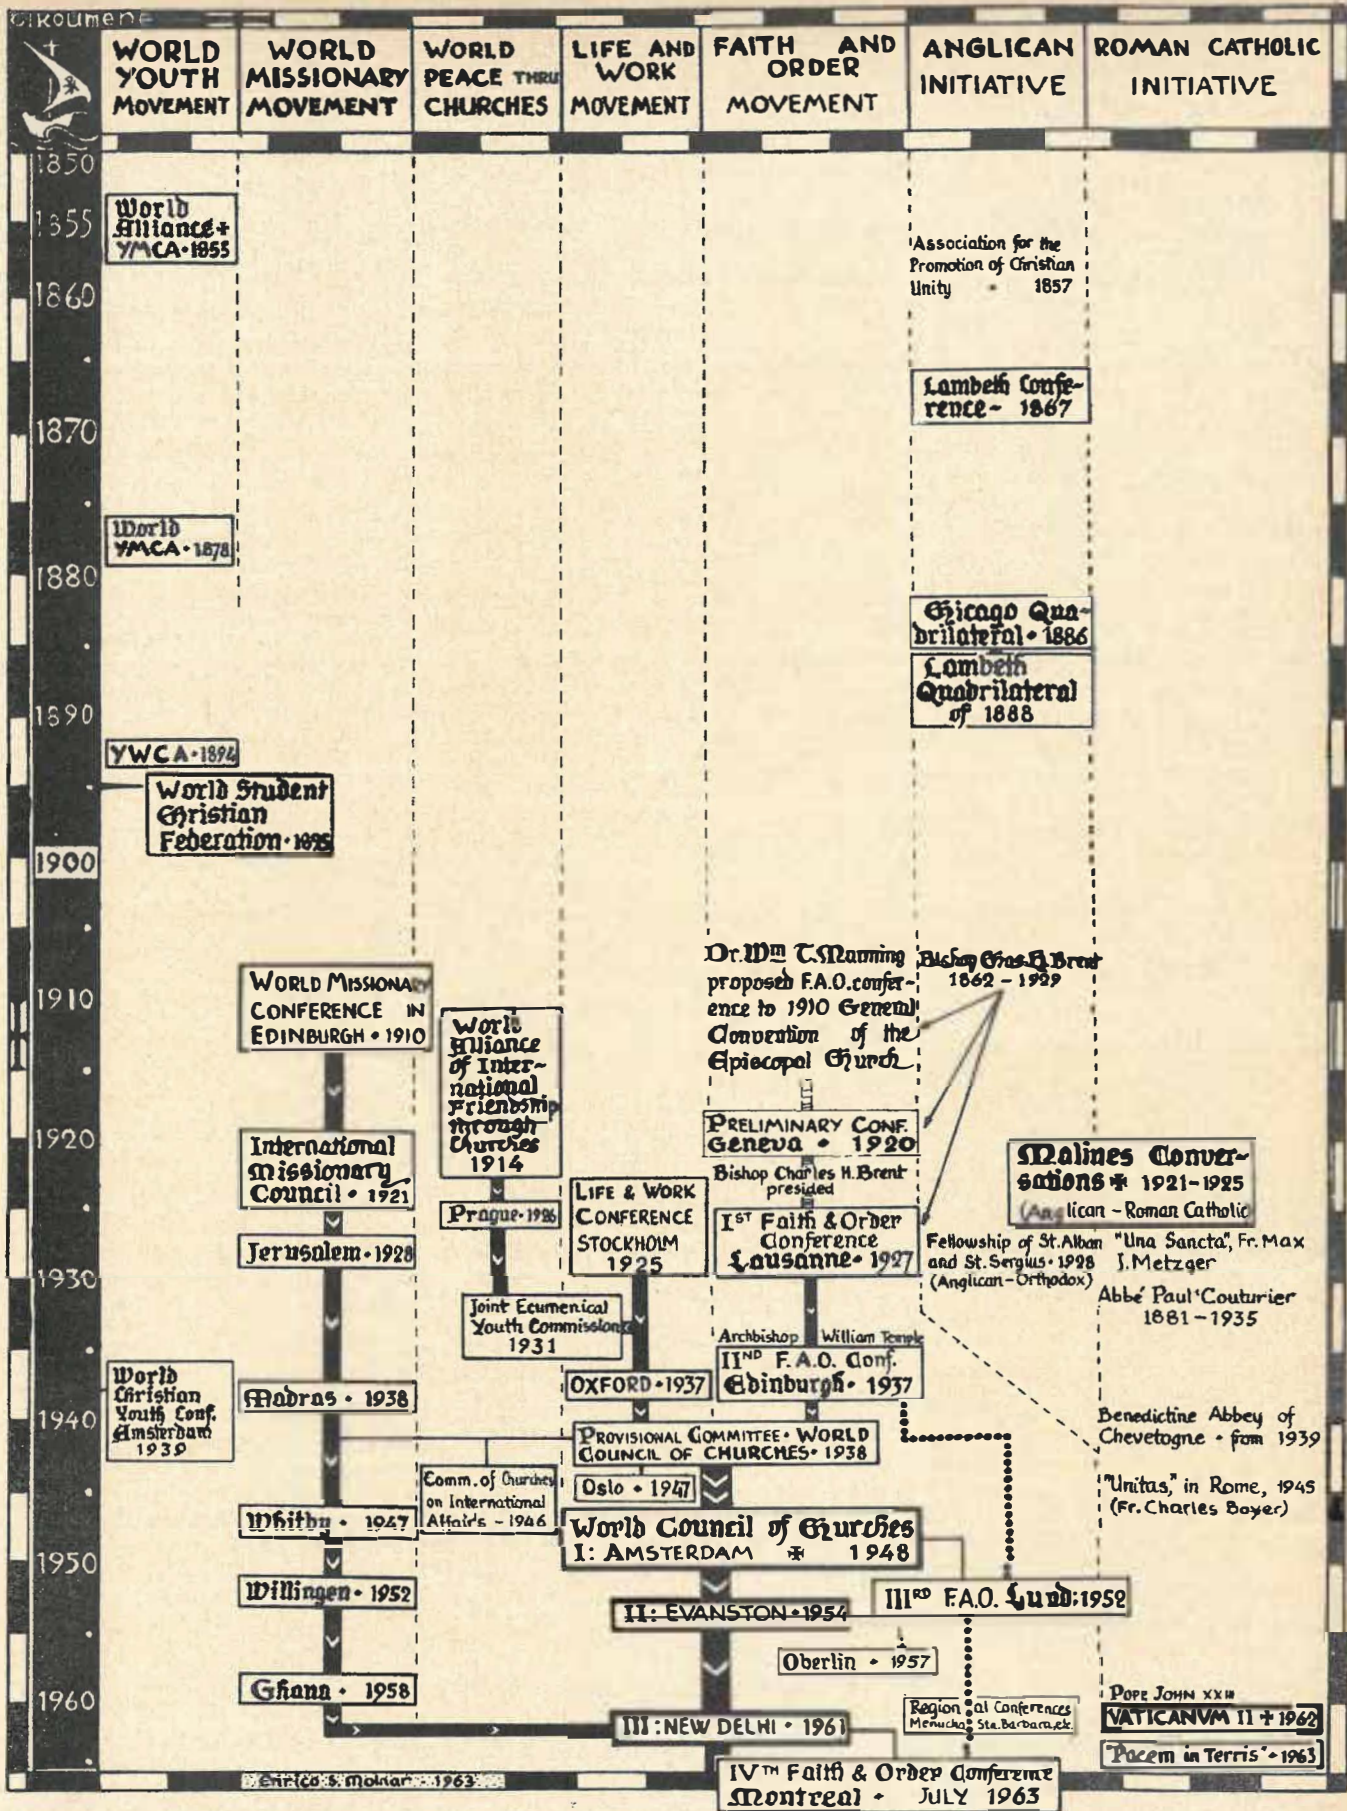 OIKOUMENE
WORLD
YOUTH
MOVEMENT
WORLD
MISSIONARY
MOVEMENT
WORLD
PEACE THRU
CHURCHES
LIFE AND
WORK
MOVEMENT
FAITH AND
ORDER
MOVEMENT
ANGLICAN
INITIATIVE
ROMAN CATHOLIC
INITIATIVE
1850
1855
1860
1870
1880
1890
1900
1910
1920
1930
1940
1950
1960
World
Alliance +
YMCA • 1855
World
YMCA • 1878
YWCA • 1894
World Student
Christian
Federation • 1895
World
Christian
Youth Conf.
Amsterdam
1939
WORLD MISSIONARY
CONFERENCE IN
EDINBURGH • 1910
International
Missionary
Council • 1921
Jerusalem • 1928
Madras • 1938
Whitby • 1947
Willingen • 1952
Ghana • 1958
World
Alliance
of Inter-
national
Friendship
through
Churches
1914
Prague • 1926
Joint Ecumenical
Youth Commission
1931
Comm. of Churches
on International
Affairs - 1946
LIFE & WORK
CONFERENCE
STOCKHOLM
1925
OXFORD • 1937
PROVISIONAL COMMITTEE • WORLD
COUNCIL OF CHURCHES • 1938
Oslo • 1947
World Council of Churches
I: AMSTERDAM ✠ 1948
II: EVANSTON • 1954
III: NEW DELHI • 1961
Dr. Wm T. Manning
proposed F.A.O. confer-
ence to 1910 General
Convention of the
Episcopal Church
PRELIMINARY CONF.
Geneva • 1920
Bishop Charles H. Brent
presided
IST Faith & Order
Conference
Lausanne • 1927
Archbishop William Temple
IIND F.A.O. Conf.
Edinburgh • 1937
IIIRD F.A.O. Lund: 1952
Oberlin • 1957
Regional Conferences
Menucha, Sta. Barbara, etc.
IVTH Faith & Order Conference
Montreal • JULY 1963
Association for the
Promotion of Christian
Unity • 1857
Lambeth Confe-
rence - 1867
Chicago Qua-
drilateral • 1886
Lambeth
Quadrilateral
of 1888
Bishop Chas. H. Brent
1862 - 1929
Malines Conver-
sations ✠ 1921-1925
(Anglican - Roman Catholic)
Fellowship of St. Alban
and St. Sergius • 1928
(Anglican-Orthodox)
"Una Sancta", Fr. Max
J. Metzger
Abbé Paul Couturier
1881-1935
Benedictine Abbey of
Chevetogne • from 1939
"Unitas," in Rome, 1945
(Fr. Charles Boyer)
POPE JOHN XXIII
VATICANVM II + 1962
"Pacem in Terris" • 1963
Enrico S. Molnar • 1963